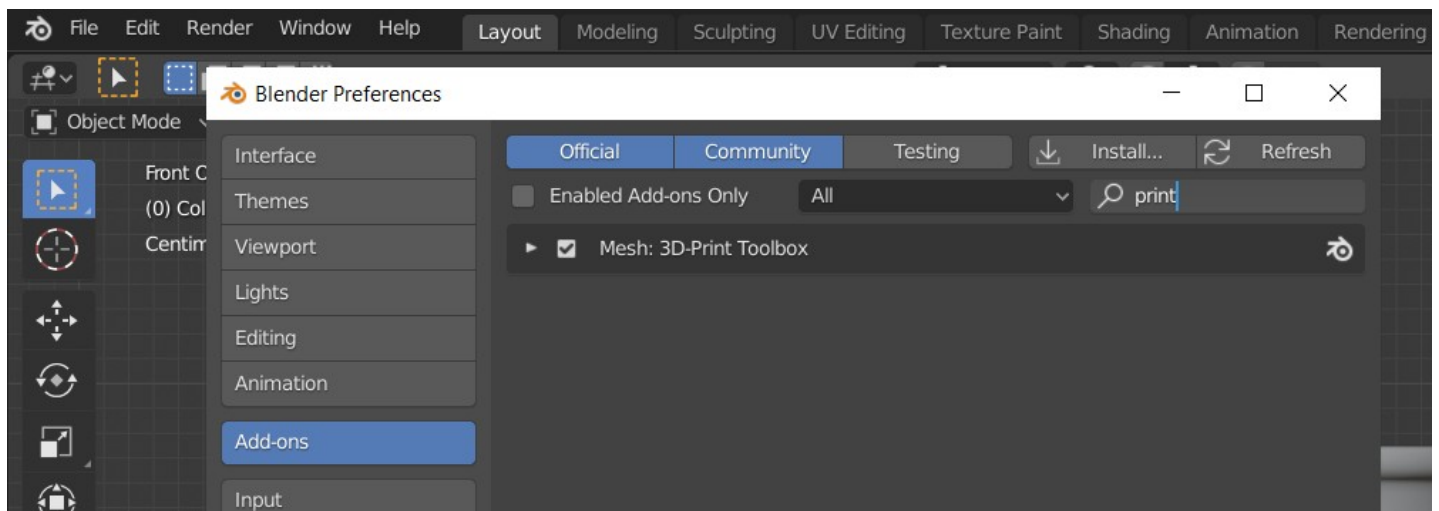 File Edit Render Window Help Layout Modeling Sculpting UV Editing Texture Paint Shading Animation Rendering
Blender Preferences
Object Mode
Interface
Official Community Testing Install... Refresh
Front
(0) Col
Themes
Enabled Add-ons Only All print
Centim
Viewport
Mesh: 3D-Print Toolbox
Lights
Editing
Animation
Add-ons
Input